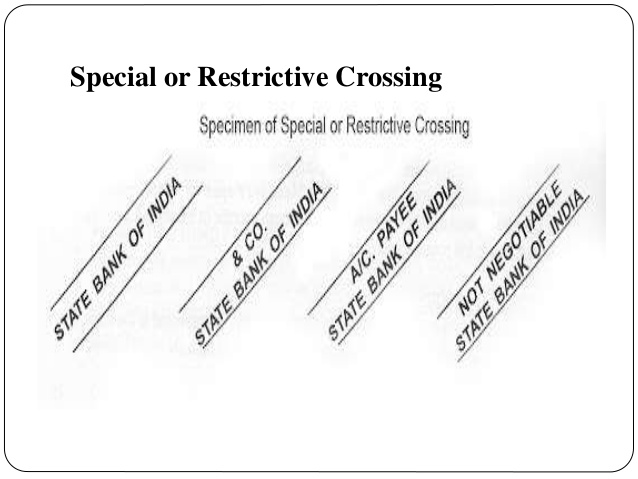 Special or Restrictive Crossing
Specimen of Special or Restrictive Crossing
STATE BANK OF INDIA
& CO.
STATE BANK OF INDIA
A/C. PAYEE
STATE BANK OF INDIA
NOT NEGOTIABLE
STATE BANK OF INDIA